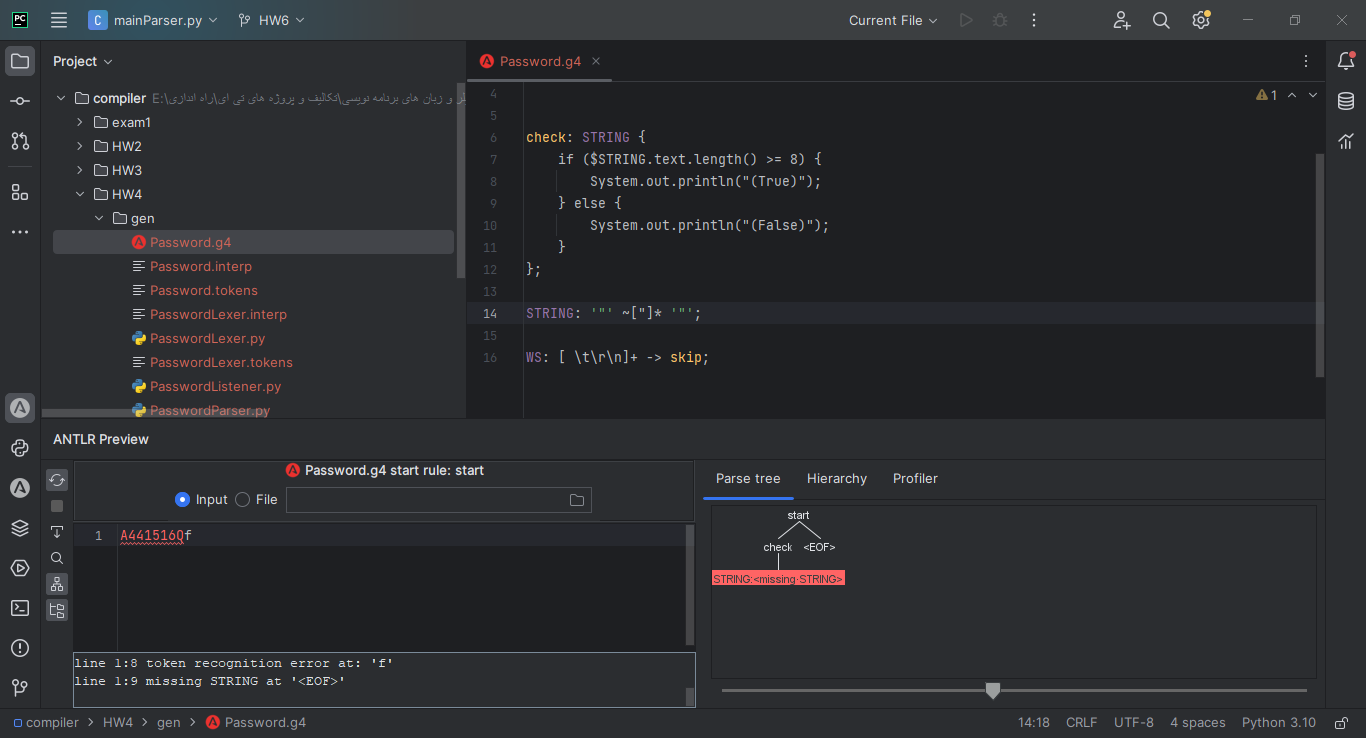 PC C mainParser.py HW6 Current File
Project
compiler E:\راه اندازی\تکالیف و پروژه های تی ای\ر و زبان های برنامه نویسی
exam1
HW2
HW3
HW4
gen
Password.g4
Password.interp
Password.tokens
PasswordLexer.interp
PasswordLexer.py
PasswordLexer.tokens
PasswordListener.py
PasswordParser.py
Password.g4
1
4
5
6 check: STRING {
7 if ($STRING.text.length() >= 8) {
8 System.out.println("(True)");
9 } else {
10 System.out.println("(False)");
11 }
12 };
13
14 STRING: '"' ~["]* '"';
15
16 WS: [ \t\r\n]+ -> skip;
ANTLR Preview
Password.g4 start rule: start
Input File
1 A441516Qf
line 1:8 token recognition error at: 'f'
line 1:9 missing STRING at '<EOF>'
Parse tree Hierarchy Profiler
start
check <EOF>
STRING:<missing·STRING>
compiler > HW4 > gen > Password.g4 14:18 CRLF UTF-8 4 spaces Python 3.10